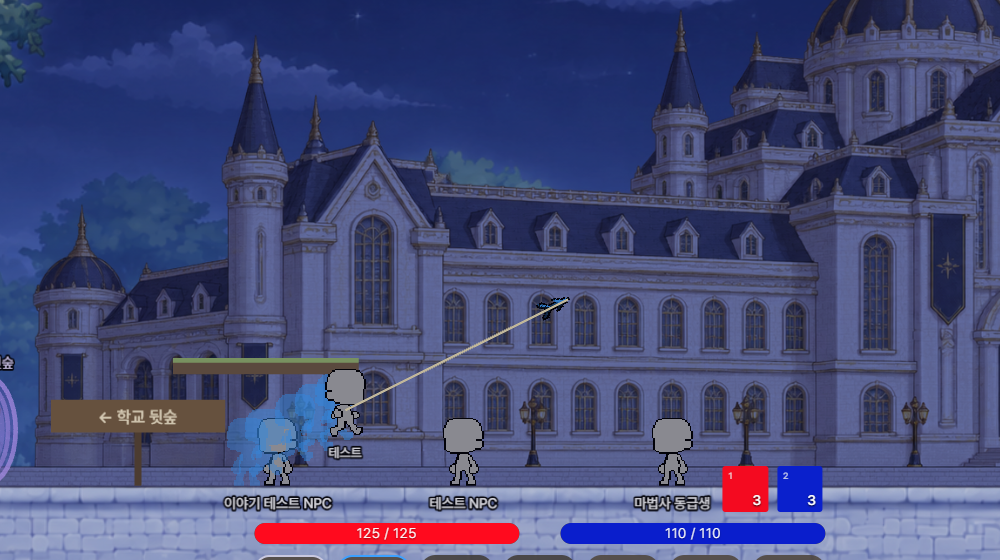 숲
← 학교 뒷숲
테스트
이야기 테스트 NPC
테스트 NPC
마법사 동급생
1
3
2
3
125 / 125
110 / 110